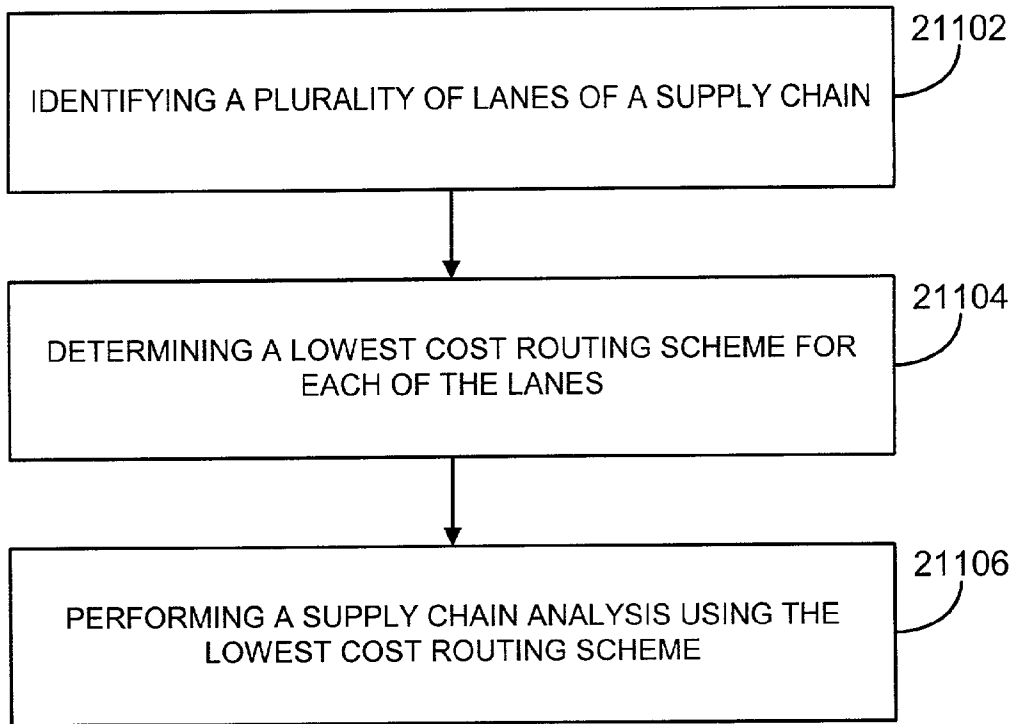 21102
IDENTIFYING A PLURALITY OF LANES OF A SUPPLY CHAIN
21104
DETERMINING A LOWEST COST ROUTING SCHEME FOR
EACH OF THE LANES
21106
PERFORMING A SUPPLY CHAIN ANALYSIS USING THE
LOWEST COST ROUTING SCHEME